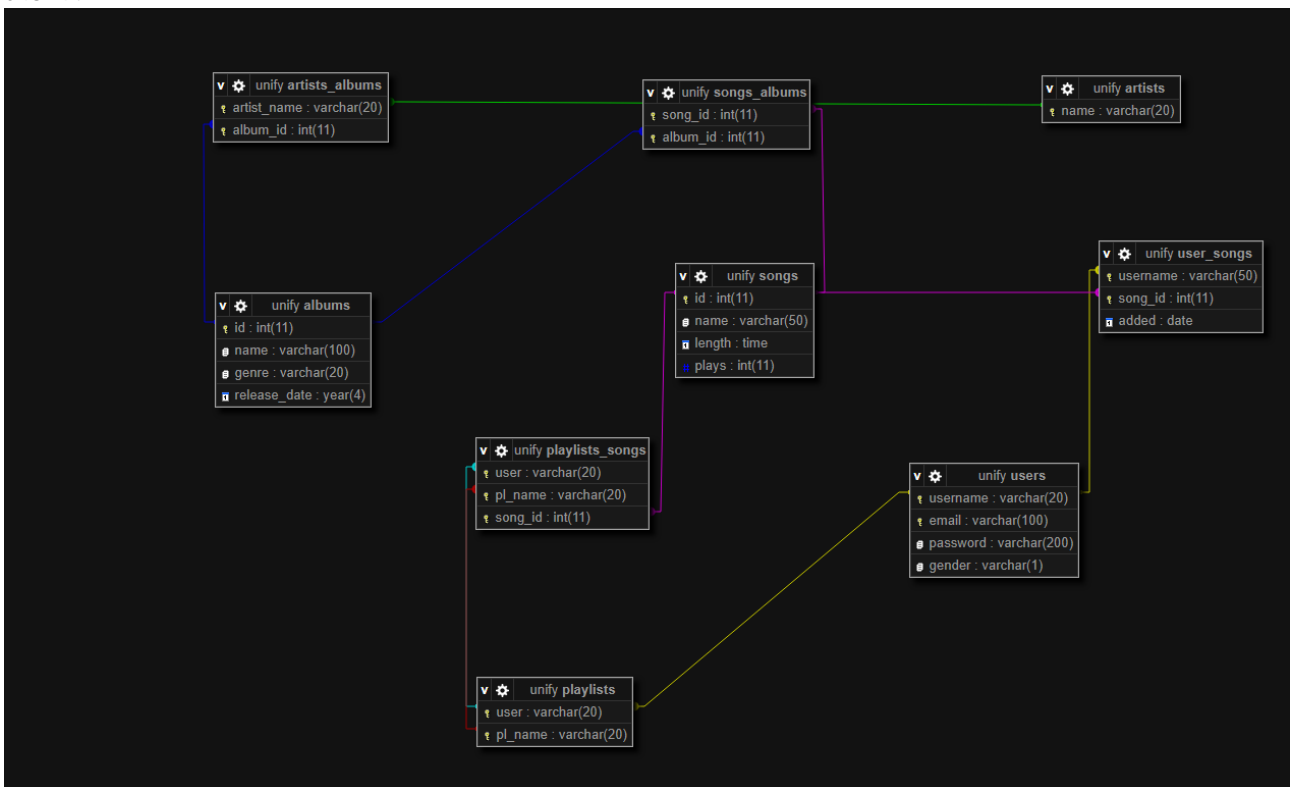 v unify artists_albums
artist_name : varchar(20)
album_id : int(11)
v unify songs_albums
song_id : int(11)
album_id : int(11)
v unify artists
name : varchar(20)
v unify user_songs
username : varchar(50)
song_id : int(11)
added : date
v unify songs
id : int(11)
name : varchar(50)
length : time
plays : int(11)
v unify albums
id : int(11)
name : varchar(100)
genre : varchar(20)
release_date : year(4)
v unify playlists_songs
user : varchar(20)
pl_name : varchar(20)
song_id : int(11)
v unify users
username : varchar(20)
email : varchar(100)
password : varchar(200)
gender : varchar(1)
v unify playlists
user : varchar(20)
pl_name : varchar(20)